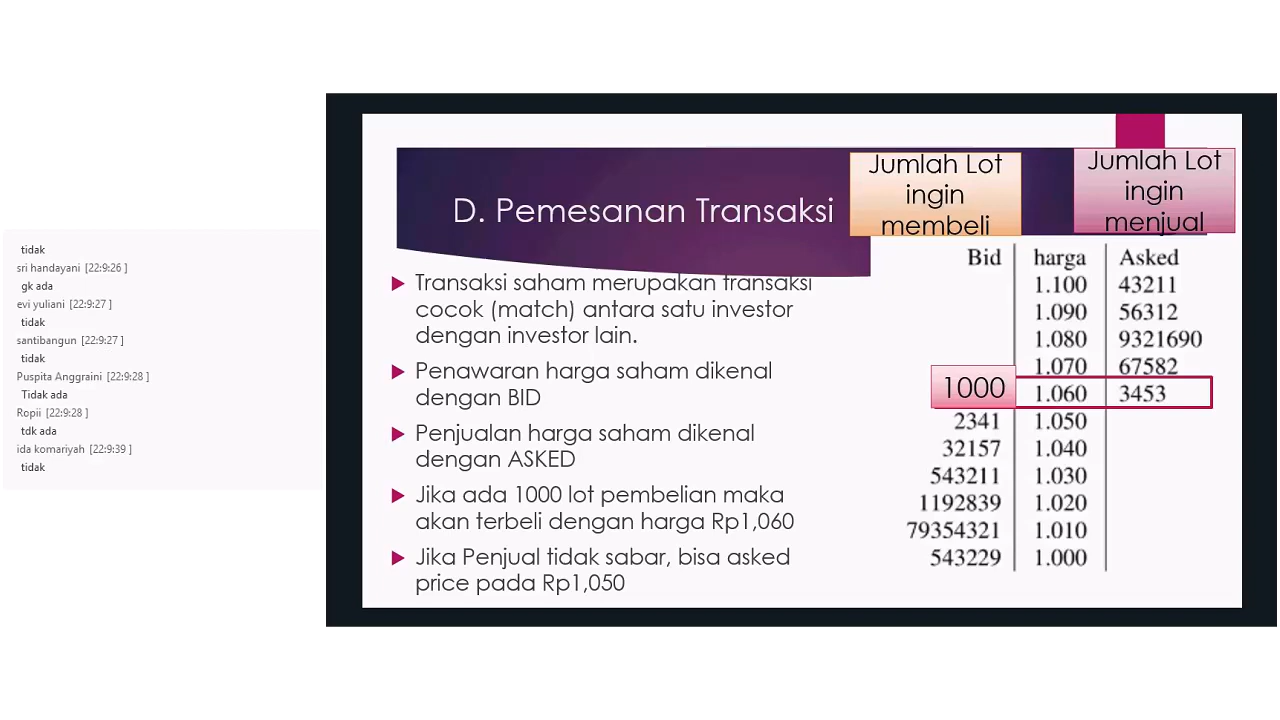 tidak
sri handayani [22:9:26 ]
gk ada
evi yuliani [22:9:27 ]
tidak
santibangun [22:9:27 ]
tidak
Puspita Anggraini [22:9:28 ]
Tidak ada
Ropii [22:9:28 ]
tdk ada
ida komariyah [22:9:39 ]
tidak
D. Pemesanan Transaksi
Jumlah Lot
ingin
membeli
Jumlah Lot
ingin
menjual
Transaksi saham merupakan transaksi
cocok (match) antara satu investor
dengan investor lain.
Penawaran harga saham dikenal
dengan BID
Penjualan harga saham dikenal
dengan ASKED
Jika ada 1000 lot pembelian maka
akan terbeli dengan harga Rp1,060
Jika Penjual tidak sabar, bisa asked
price pada Rp1,050
Bid harga Asked
1.100 43211
1.090 56312
1.080 9321690
1.070 67582
1000 1.060 3453
2341 1.050
32157 1.040
543211 1.030
1192839 1.020
79354321 1.010
543229 1.000